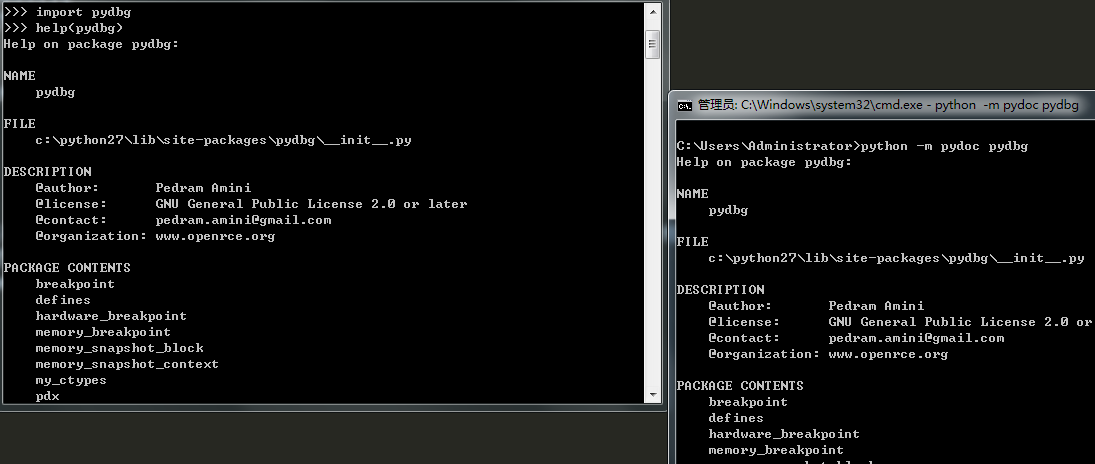 >>> import pydbg
>>> help(pydbg)
Help on package pydbg:
NAME
pydbg
FILE
c:\python27\lib\site-packages\pydbg\__init__.py
DESCRIPTION
@author: Pedram Amini
@license: GNU General Public License 2.0 or later
@contact: pedram.amini@gmail.com
@organization: www.openrce.org
PACKAGE CONTENTS
breakpoint
defines
hardware_breakpoint
memory_breakpoint
memory_snapshot_block
memory_snapshot_context
my_ctypes
pdx
管理员: C:\Windows\system32\cmd.exe - python -m pydoc pydbg
C:\Users\Administrator>python -m pydoc pydbg
Help on package pydbg:
NAME
pydbg
FILE
c:\python27\lib\site-packages\pydbg\__init__.py
DESCRIPTION
@author: Pedram Amini
@license: GNU General Public License 2.0 or
@contact: pedram.amini@gmail.com
@organization: www.openrce.org
PACKAGE CONTENTS
breakpoint
defines
hardware_breakpoint
memory_breakpoint